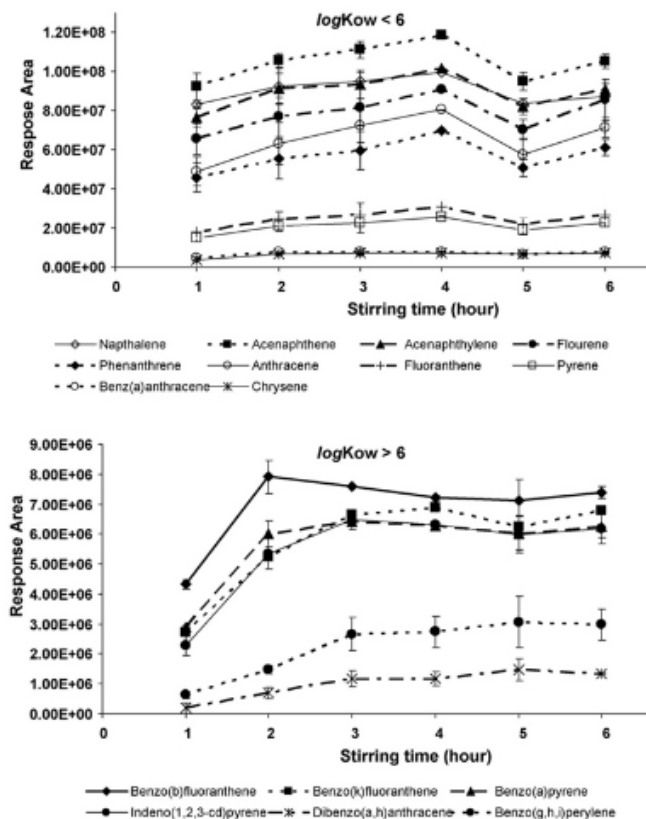 logKow < 6
1.20E+08
1.00E+08
8.00E+07
6.00E+07
4.00E+07
2.00E+07
0.00E+00
Respose Area
0 1 2 3 4 5 6
Stirring time (hour)
Napthalene Acenaphthene Acenaphthylene Flourene
Phenanthrene Anthracene Fluoranthene Pyrene
Benz(a)anthracene Chrysene
logKow > 6
9.00E+06
8.00E+06
7.00E+06
6.00E+06
5.00E+06
4.00E+06
3.00E+06
2.00E+06
1.00E+06
0.00E+00
Response Area
0 1 2 3 4 5 6
Stirring time (hour)
Benzo(b)fluoranthene Benzo(k)fluoranthene Benzo(a)pyrene
Indeno(1,2,3-cd)pyrene Dibenzo(a,h)anthracene Benzo(g,h,i)perylene